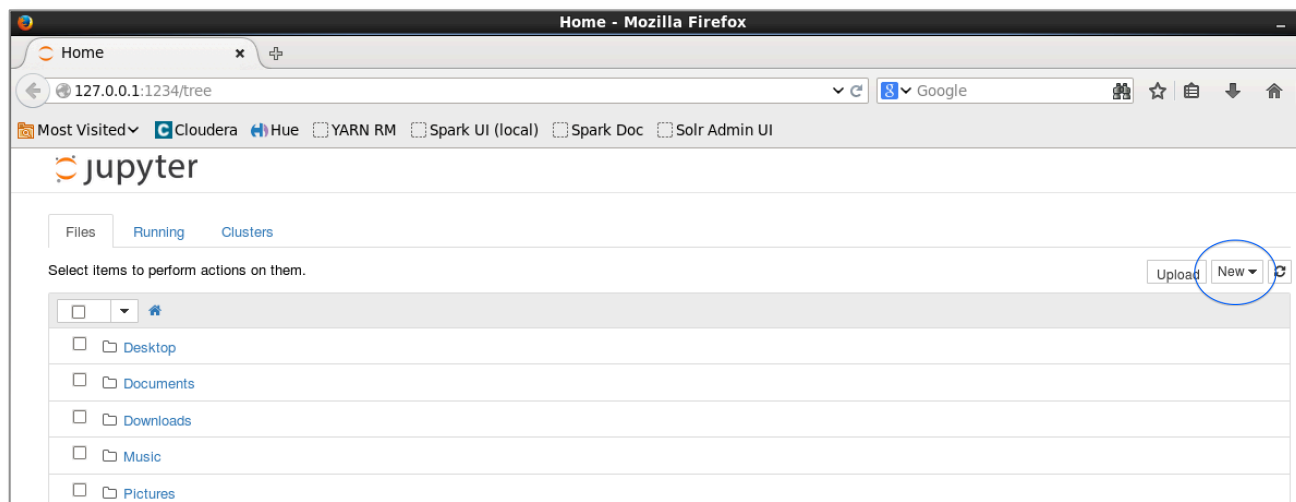 Home - Mozilla Firefox
Home
127.0.0.1:1234/tree
Google
Most Visited Cloudera Hue YARN RM Spark UI (local) Spark Doc Solr Admin UI
jupyter
Files Running Clusters
Select items to perform actions on them.
Upload New
Desktop
Documents
Downloads
Music
Pictures